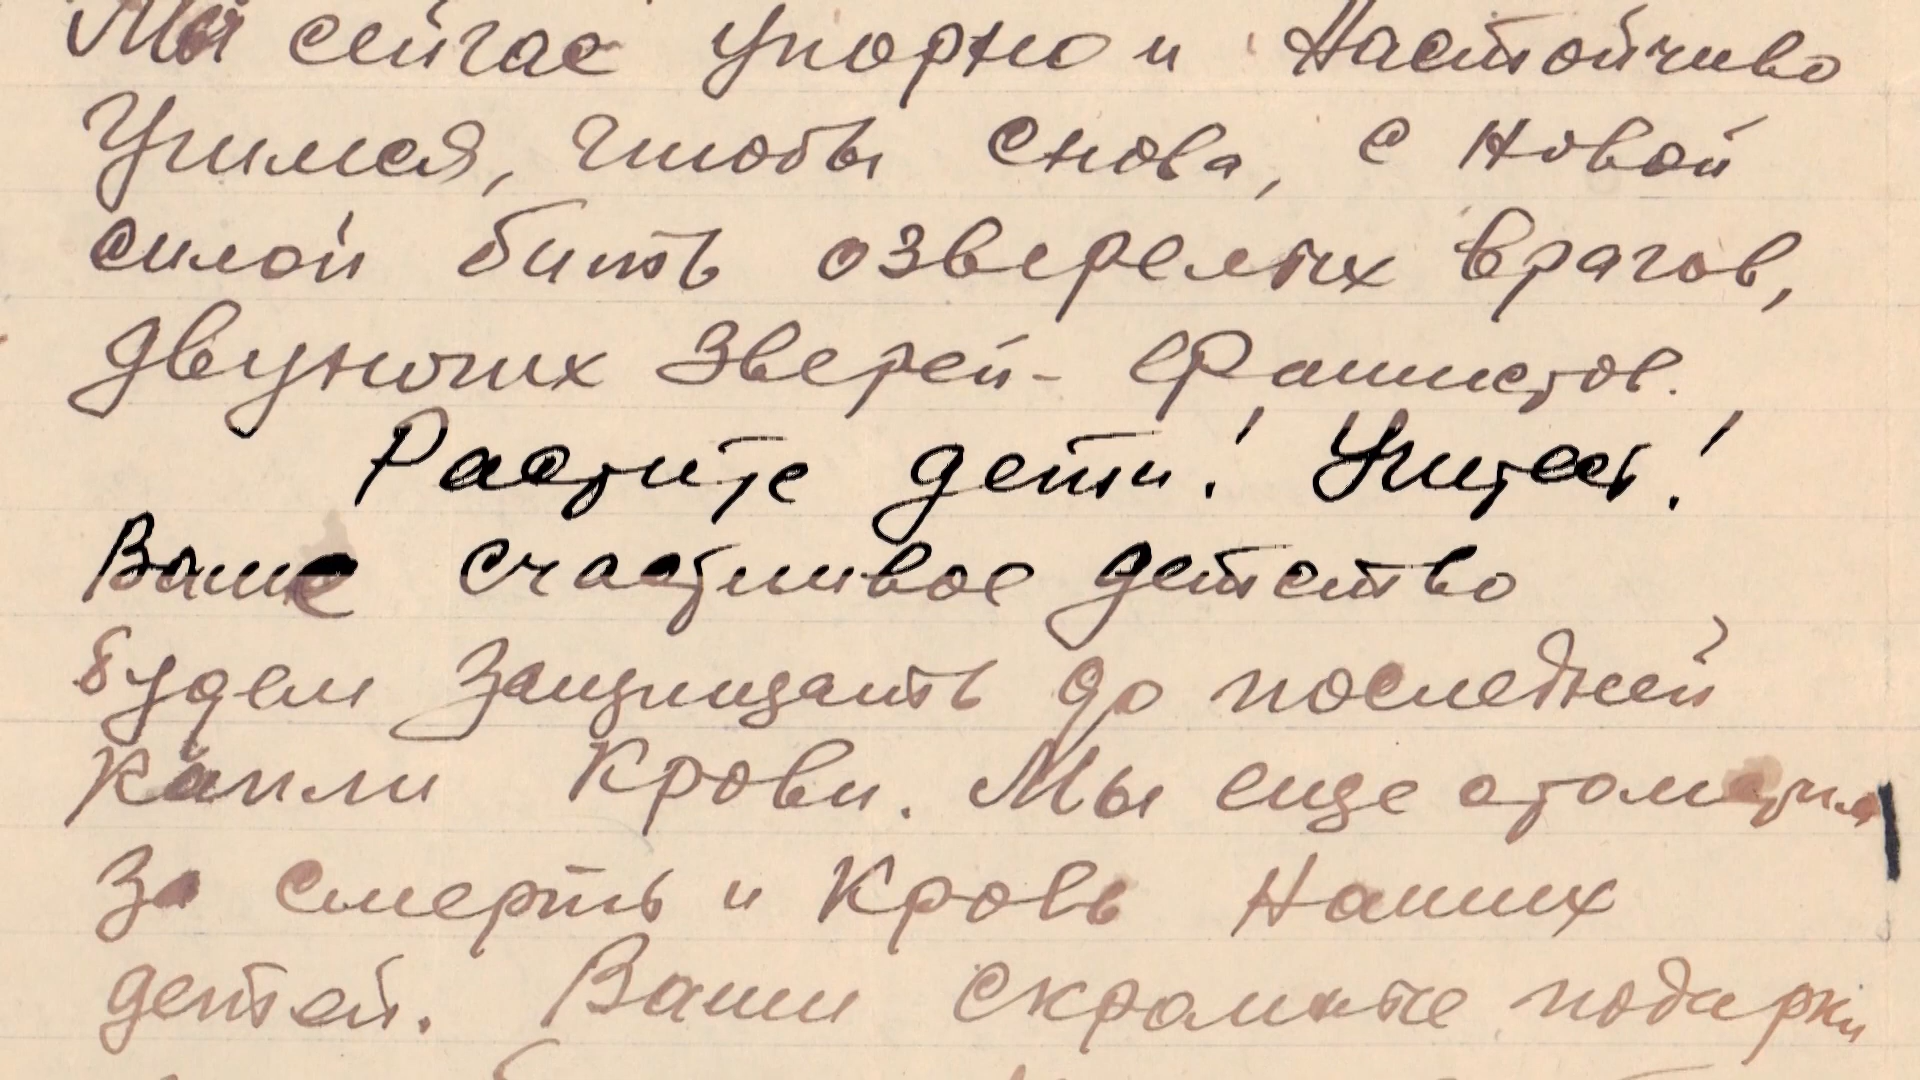 Мы сейчас упорно и настойчиво
Учимся, чтобы снова, с новой
силой бить озверелых врагов,
двуногих зверей - фашистов.
Растите дети! Учитесь!
Ваше счастливое детство
будем защищать до последней
капли крови. Мы еще отомстим
за смерть и кровь наших
детей. Ваши скромные подарки